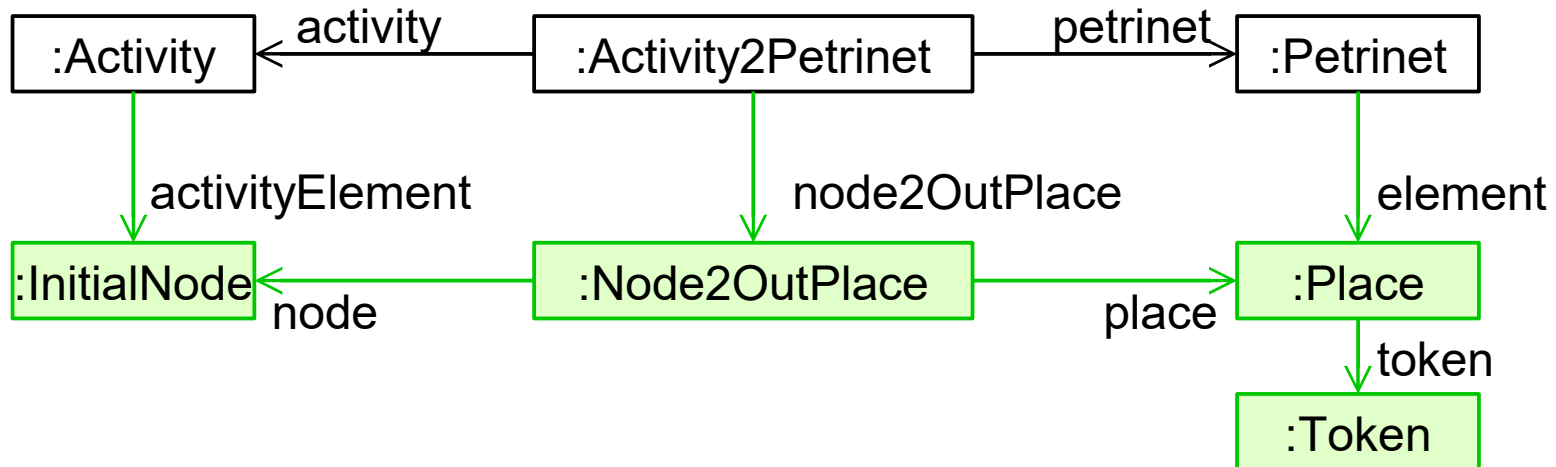 activity
petrinet
:Activity
:Activity2Petrinet
:Petrinet
activityElement
node2OutPlace
element
:InitialNode
:Node2OutPlace
:Place
node
place
token
:Token